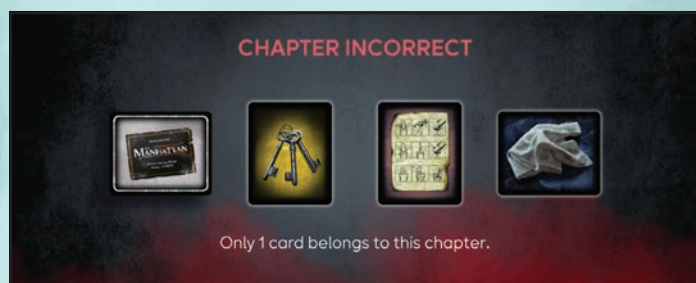 CHAPTER INCORRECT
MANHATTAN
Only 1 card belongs to this chapter.